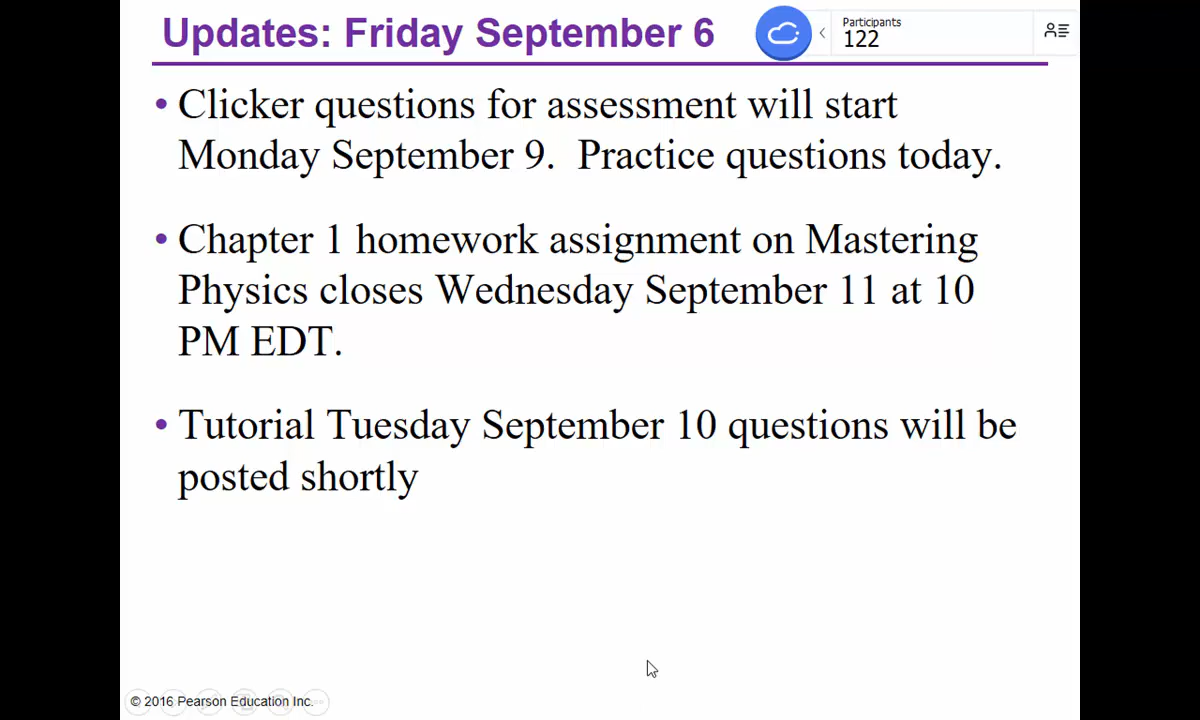 Updates: Friday September 6
Participants
122
• Clicker questions for assessment will start
Monday September 9.  Practice questions today.
• Chapter 1 homework assignment on Mastering
Physics closes Wednesday September 11 at 10
PM EDT.
• Tutorial Tuesday September 10 questions will be
posted shortly
© 2016 Pearson Education Inc.